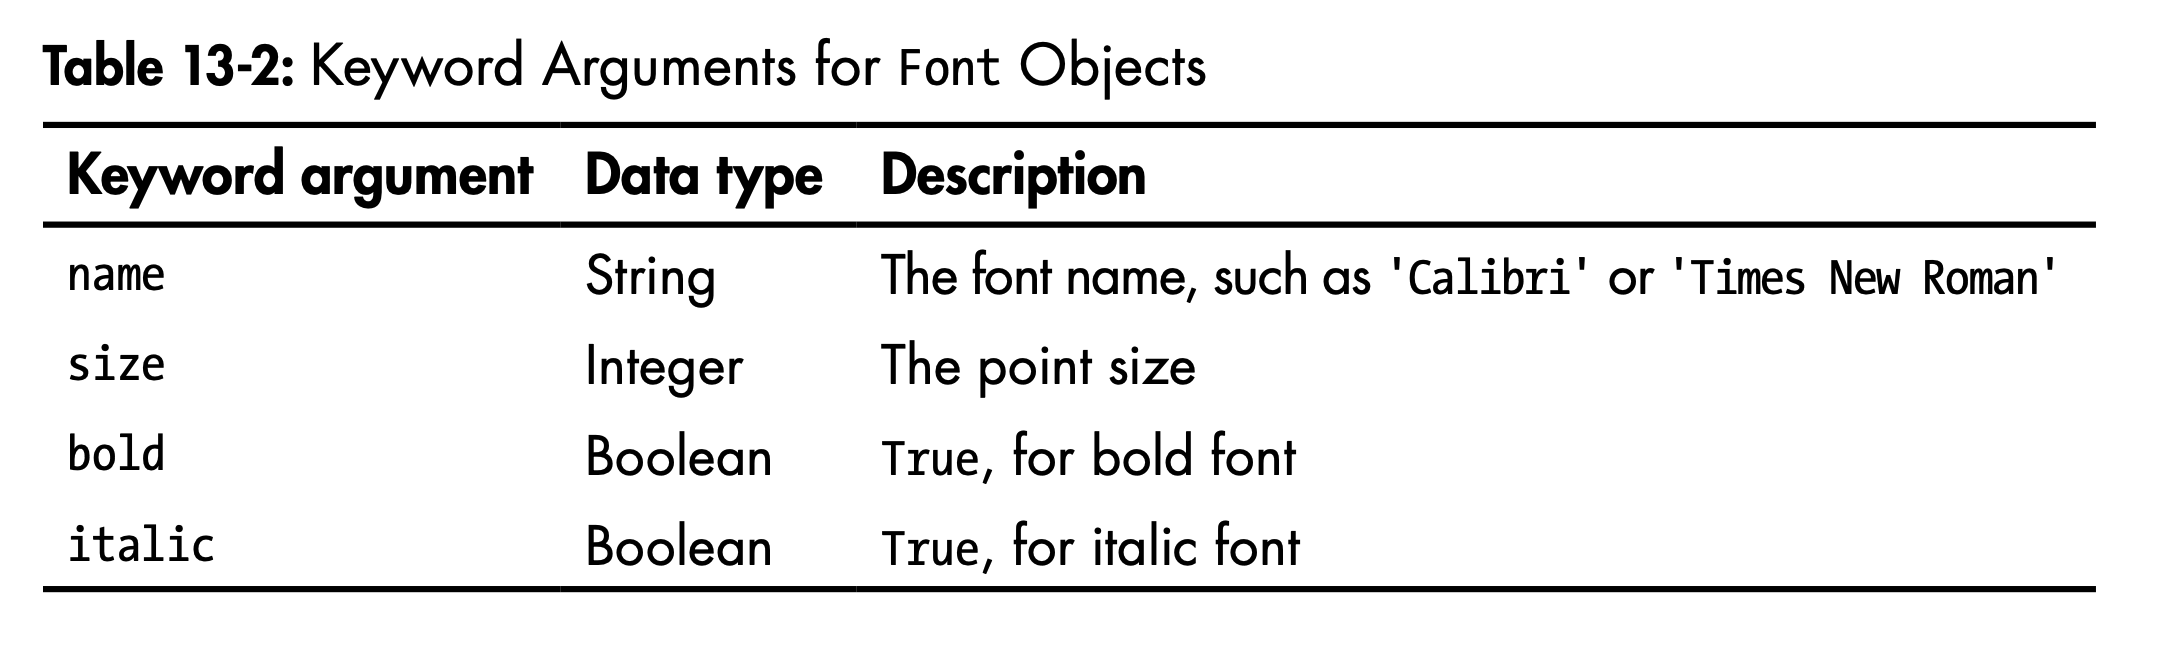 Table 13-2: Keyword Arguments for Font Objects
Keyword argument Data type Description
name String The font name, such as 'Calibri' or 'Times New Roman'
size Integer The point size
bold Boolean True, for bold font
italic Boolean True, for italic font